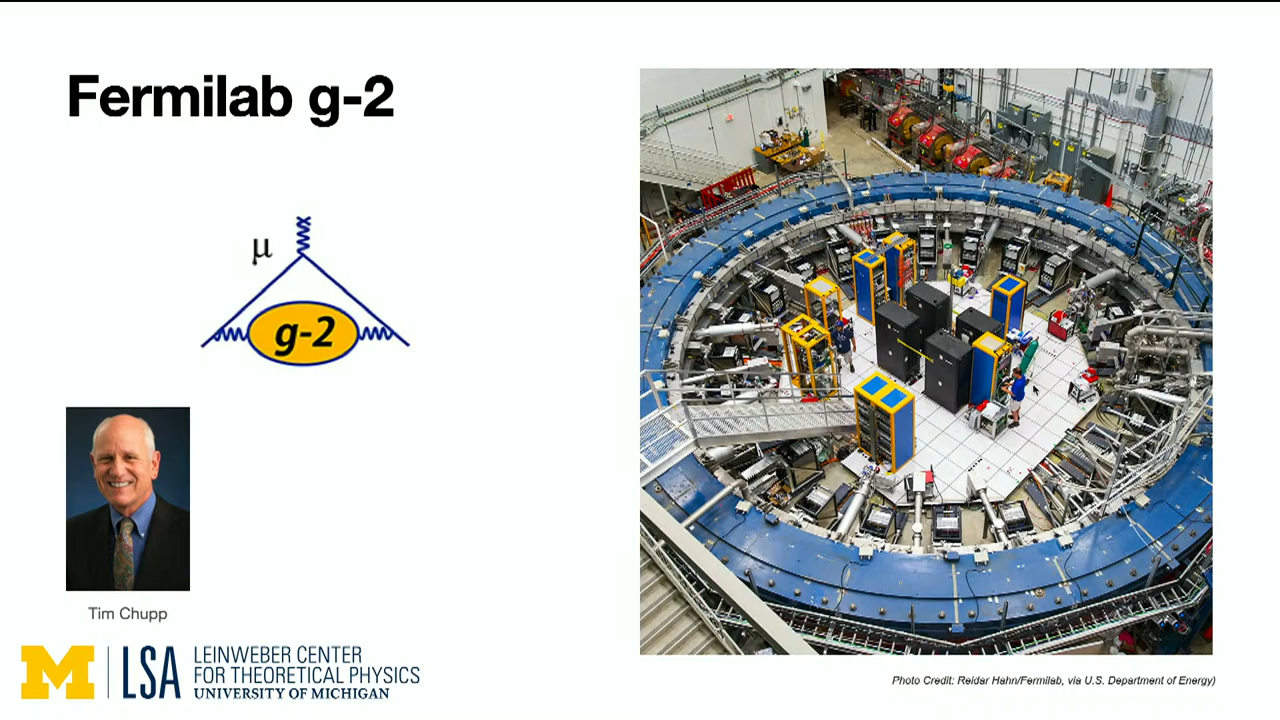 Fermilab g-2
μ
g-2
Tim Chupp
M
LSA
LEINWEBER CENTER
FOR THEORETICAL PHYSICS
UNIVERSITY OF MICHIGAN
Photo Credit: Reidar Hahn/Fermilab, via U.S. Department of Energy)